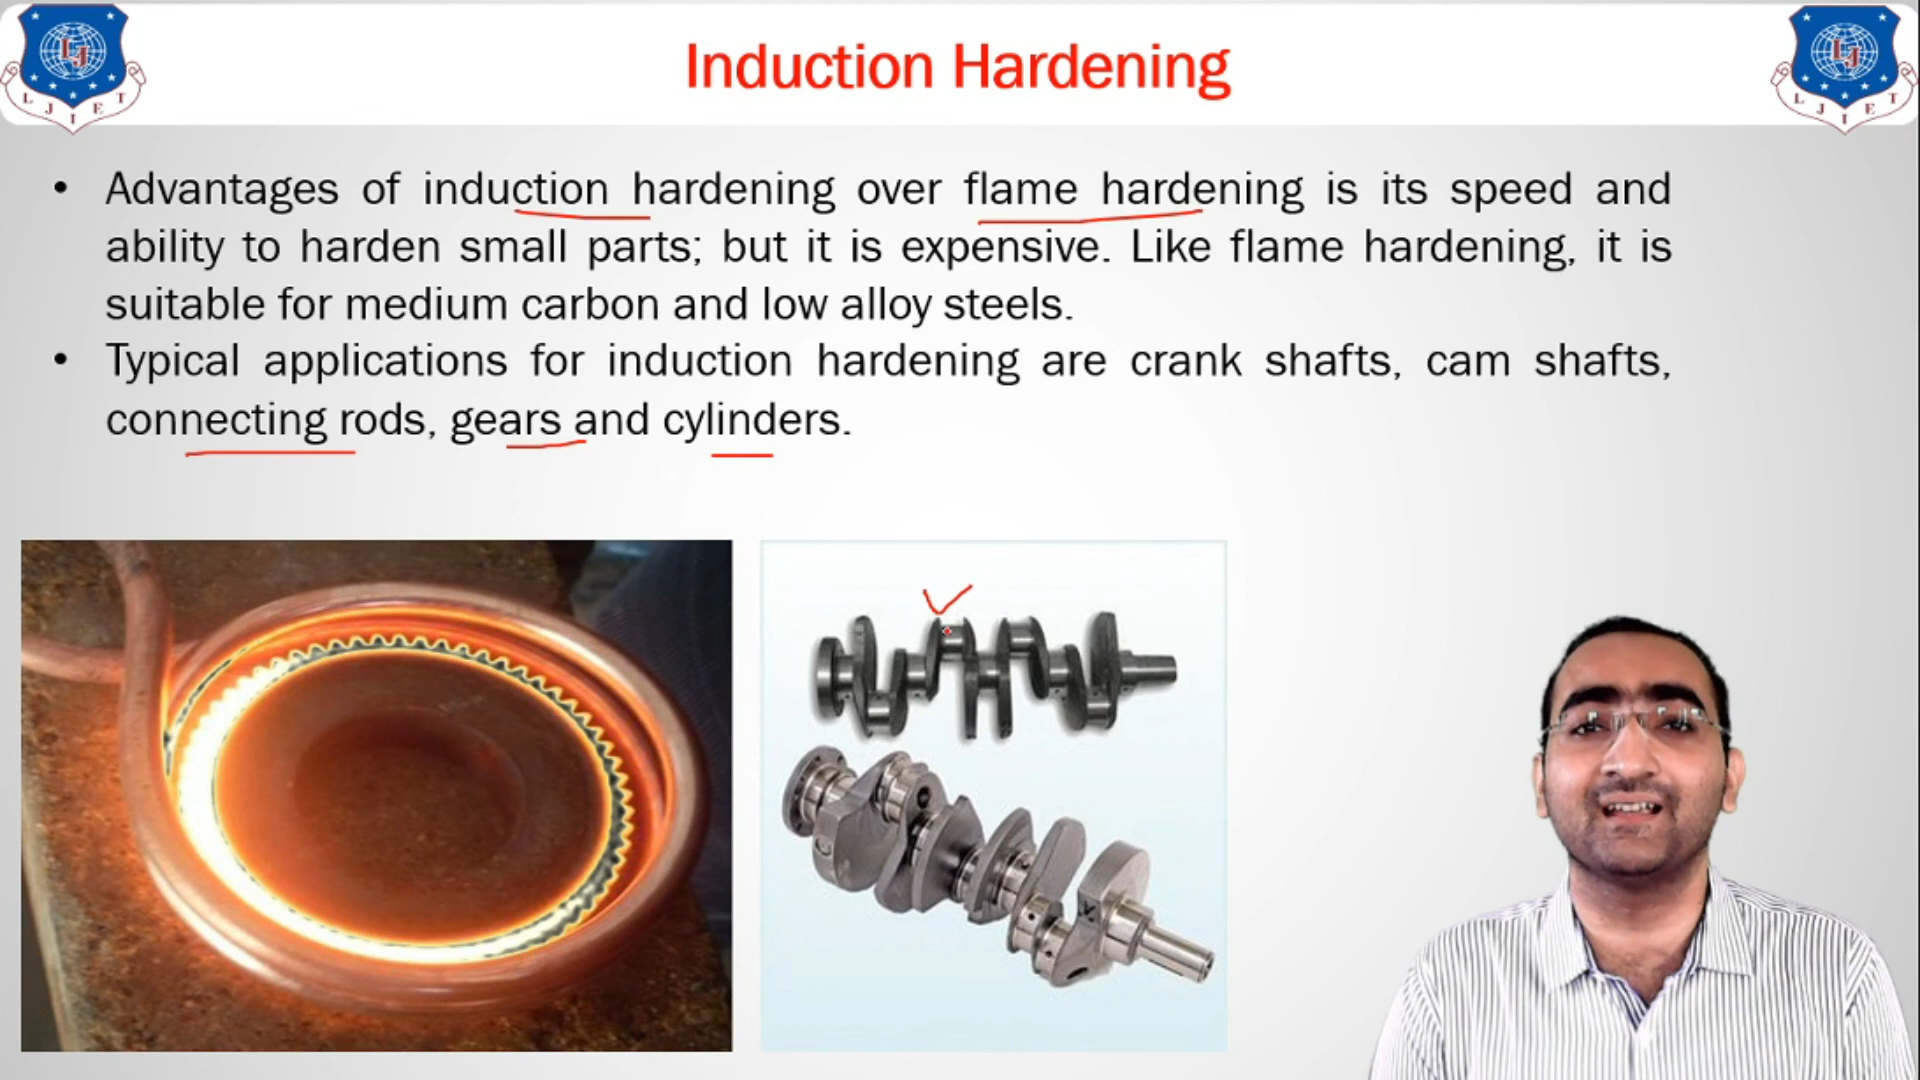 LJ
L J I E T
Induction Hardening
LJ
L J I E T
• Advantages of induction hardening over flame hardening is its speed and
ability to harden small parts; but it is expensive. Like flame hardening, it is
suitable for medium carbon and low alloy steels.
• Typical applications for induction hardening are crank shafts, cam shafts,
connecting rods, gears and cylinders.